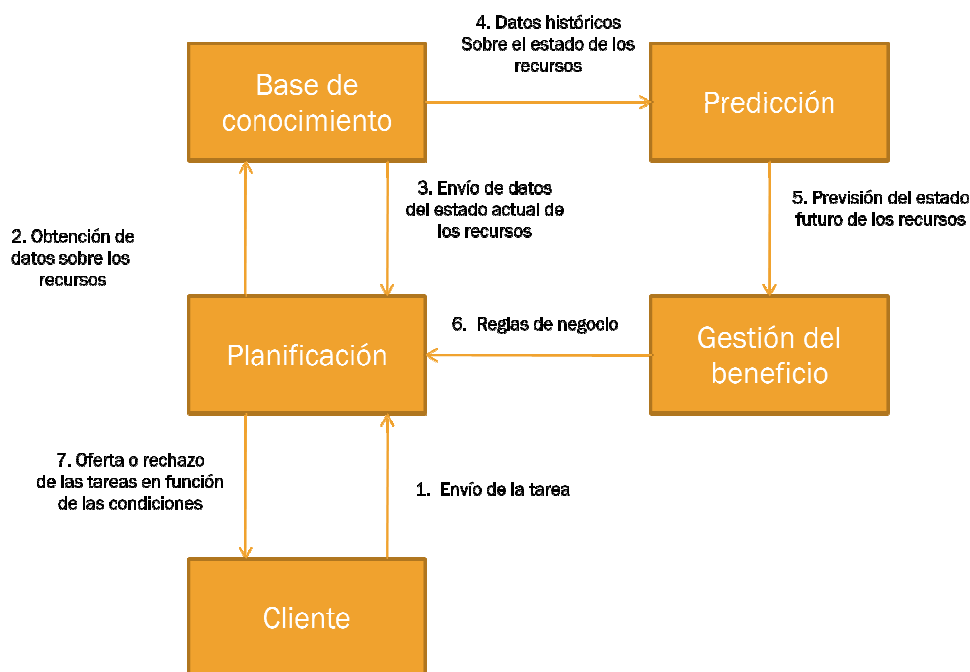 4. Datos históricos
Sobre el estado de los
recursos
Base de
conocimiento
Predicción
3. Envío de datos
del estado actual de
los recursos
5. Previsión del estado
futuro de los recursos
2. Obtención de
datos sobre los
recursos
Planificación
6. Reglas de negocio
Gestión del
beneficio
7. Oferta o rechazo
de las tareas en función
de las condiciones
1. Envío de la tarea
Cliente